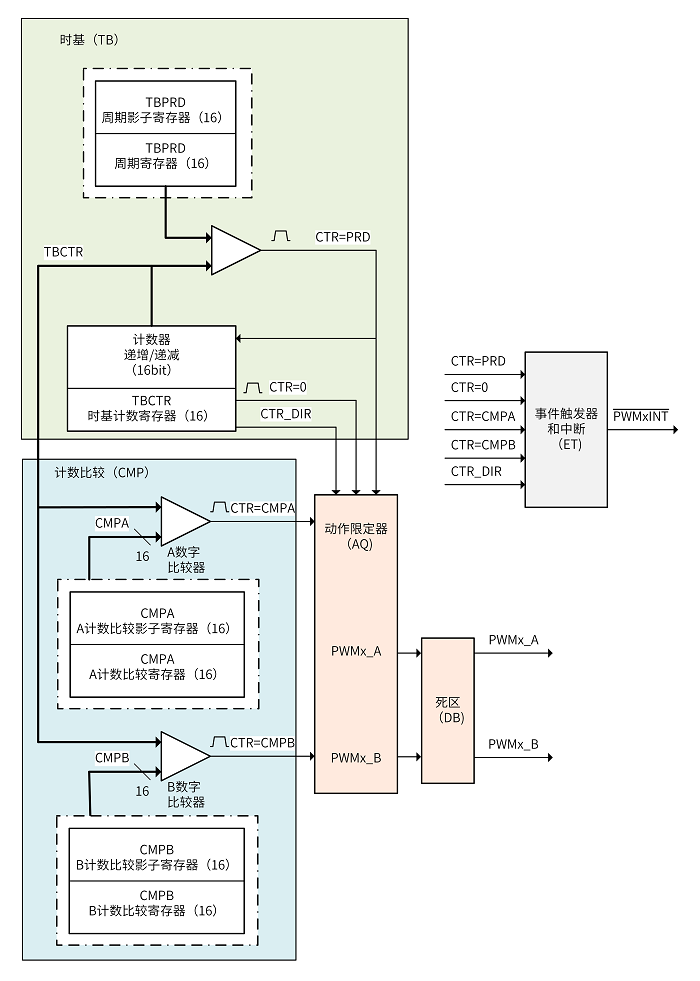 时基（TB）
TBPRD
周期影子寄存器（16）
TBPRD
周期寄存器（16）
CTR=PRD
TBCTR
计数器
递增/递减
（16bit）
TBCTR
时基计数寄存器（16）
CTR=0
CTR_DIR
CTR=PRD
CTR=0
CTR=CMPA
CTR=CMPB
CTR_DIR
事件触发器
和中断
（ET）
PWMxINT
计数比较（CMP）
CTR=CMPA
CMPA
16
A数字
比较器
CMPA
A计数比较影子寄存器（16）
CMPA
A计数比较寄存器（16）
CTR=CMPB
CMPB
16
B数字
比较器
CMPB
B计数比较影子寄存器（16）
CMPB
B计数比较寄存器（16）
动作限定器
（AQ）
PWMx_A
PWMx_B
死区
（DB）
PWMx_A
PWMx_B